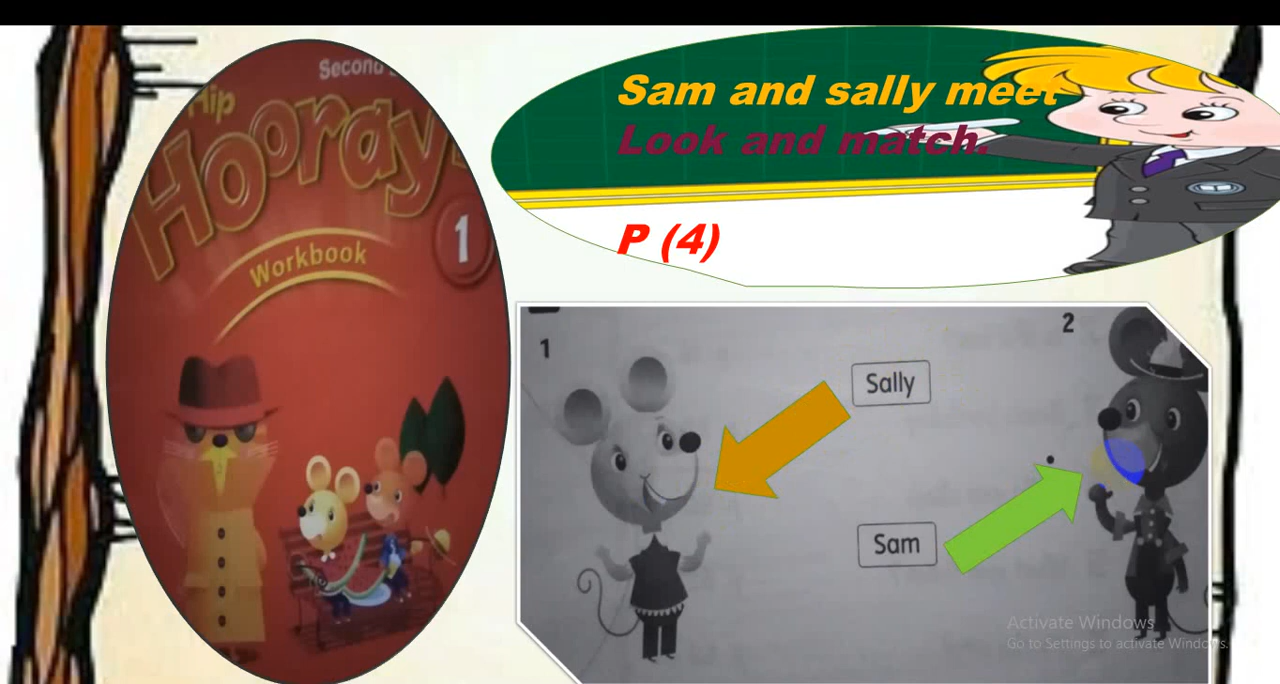 Second
Hip
Hooray
1
Workbook
Sam and sally meet
Look and match.
P (4)
1
2
Sally
Sam
Activate Windows
Go to Settings to activate Windows.